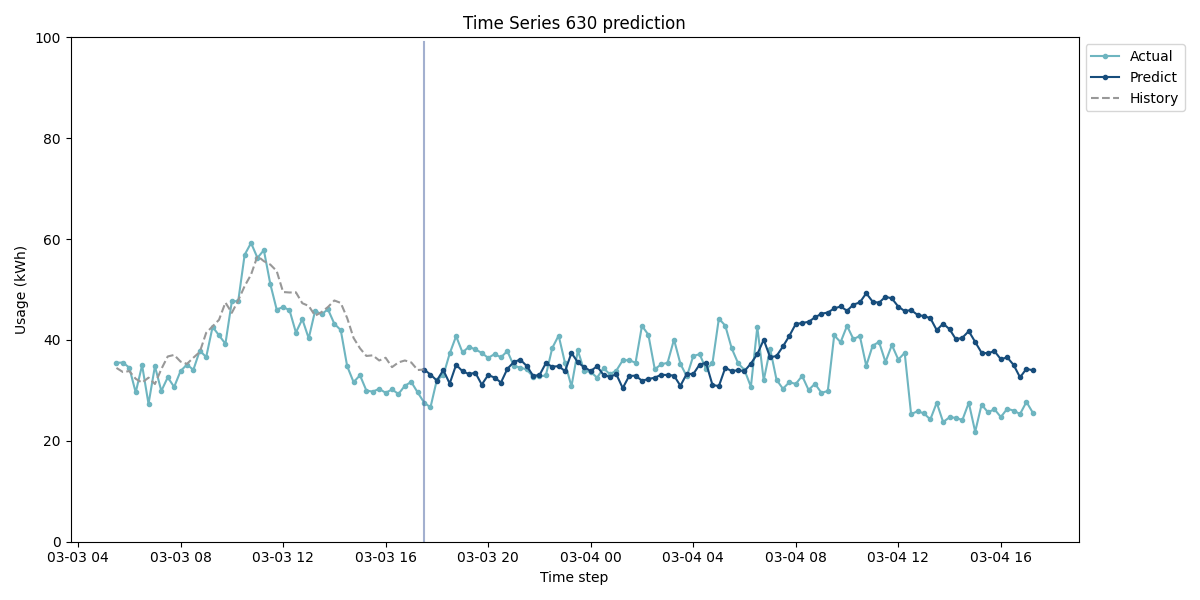 Time Series 630 prediction
100
80
60
40
20
0
Usage (kWh)
03-03 04 03-03 08 03-03 12 03-03 16 03-03 20 03-04 00 03-04 04 03-04 08 03-04 12 03-04 16
Time step
Actual
Predict
History